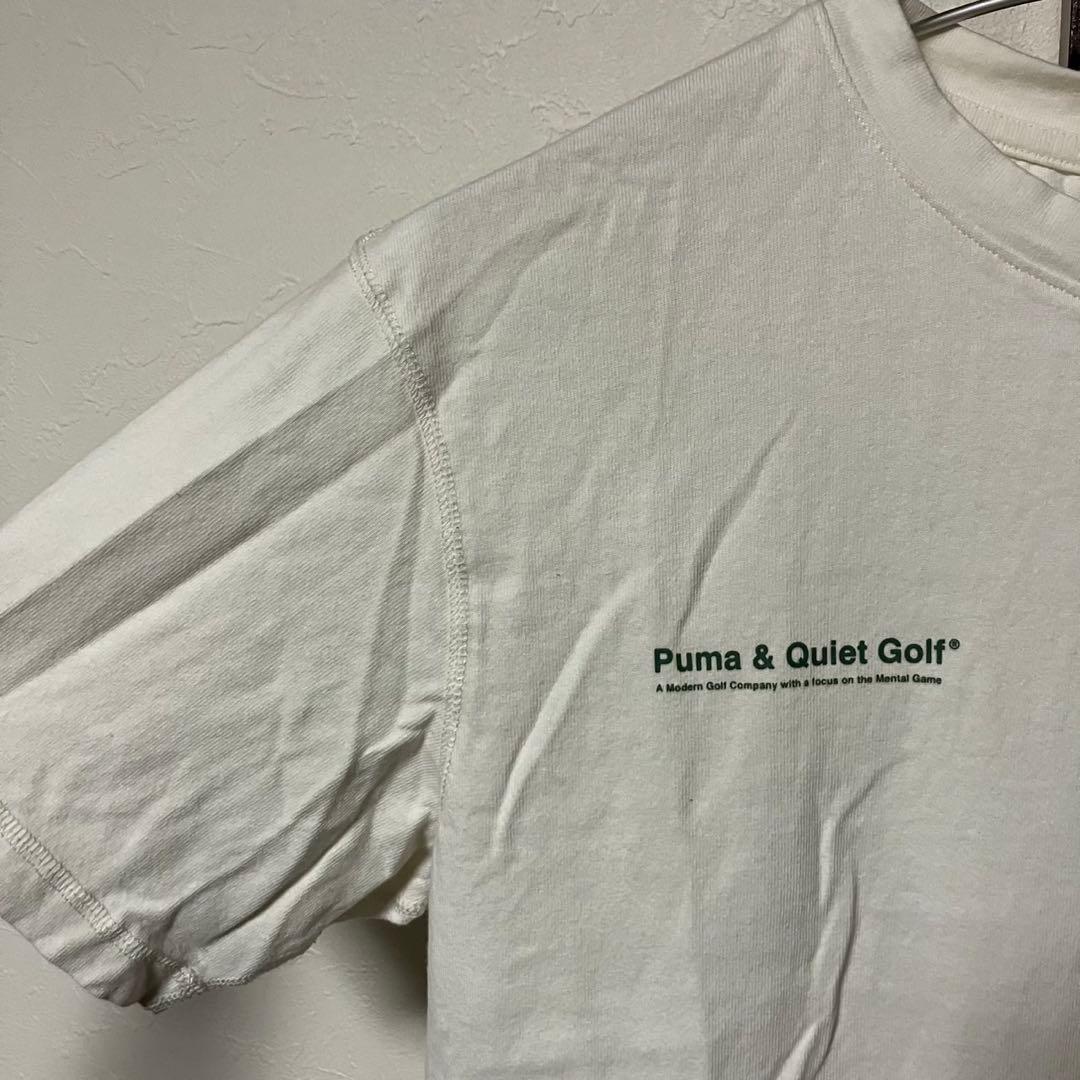 Puma & Quiet Golf®
A Modern Golf Company with a focus on the Mental Game